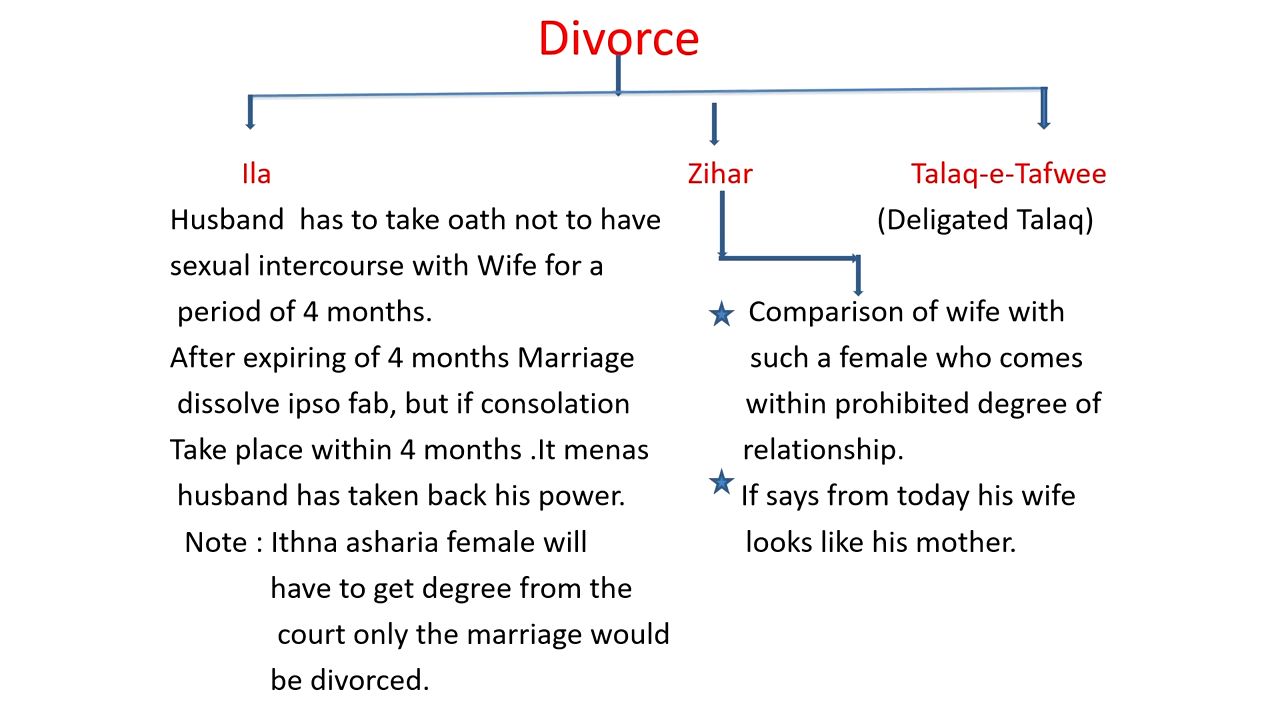 Divorce
Ila
Husband has to take oath not to have
sexual intercourse with Wife for a
period of 4 months.
After expiring of 4 months Marriage
dissolve ipso fab, but if consolation
Take place within 4 months .It menas
husband has taken back his power.
Note : Ithna asharia female will
have to get degree from the
court only the marriage would
be divorced.
Zihar
Comparison of wife with
such a female who comes
within prohibited degree of
relationship.
If says from today his wife
looks like his mother.
Talaq-e-Tafwee
(Deligated Talaq)